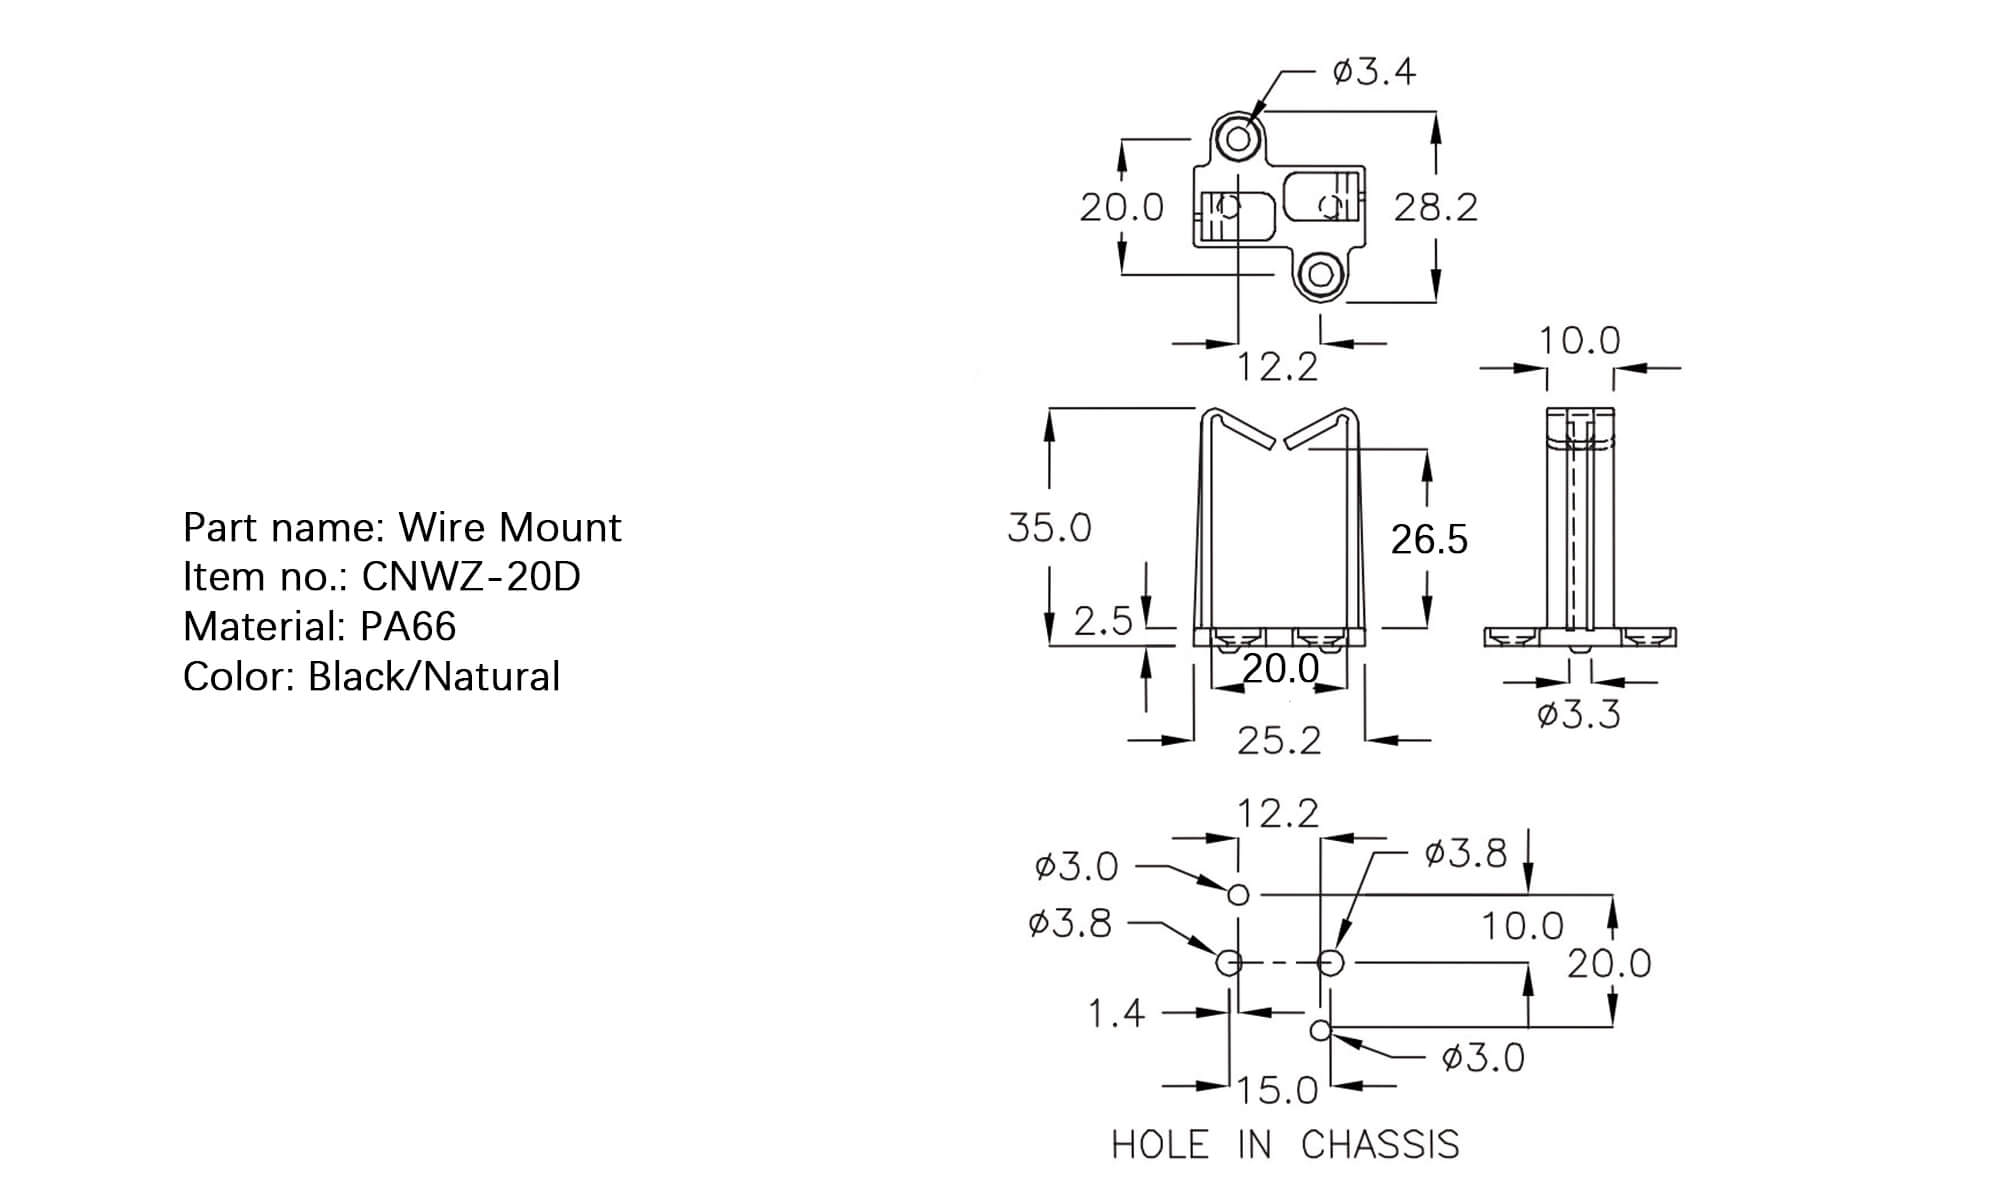 Part name: Wire Mount
Item no.: CNWZ-20D
Material: PA66
Color: Black/Natural
ø3.4
20.0
28.2
12.2
10.0
35.0
26.5
2.5
20.0
ø3.3
25.2
12.2
ø3.8
ø3.0
ø3.8
10.0
20.0
1.4
ø3.0
15.0
HOLE IN CHASSIS